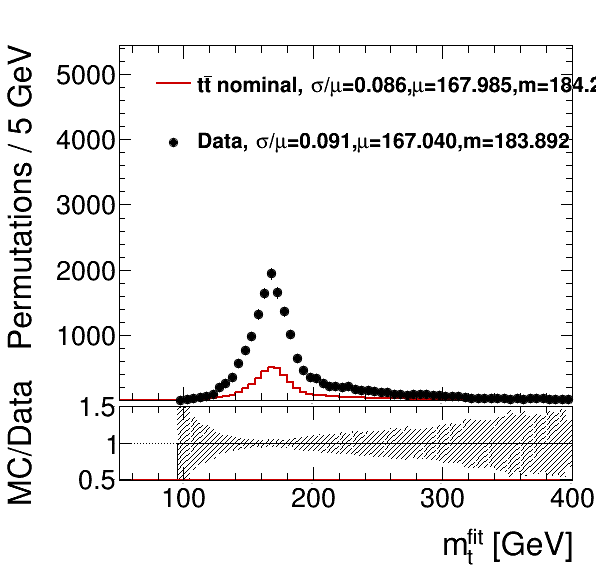 Permutations / 5 GeV
5000
4000
3000
2000
1000
tt̄ nominal, σ/μ=0.086,μ=167.985,m=184.2
Data, σ/μ=0.091,μ=167.040,m=183.892
MC/Data
1.5
1
0.5
100 200 300 400
m_t^fit [GeV]